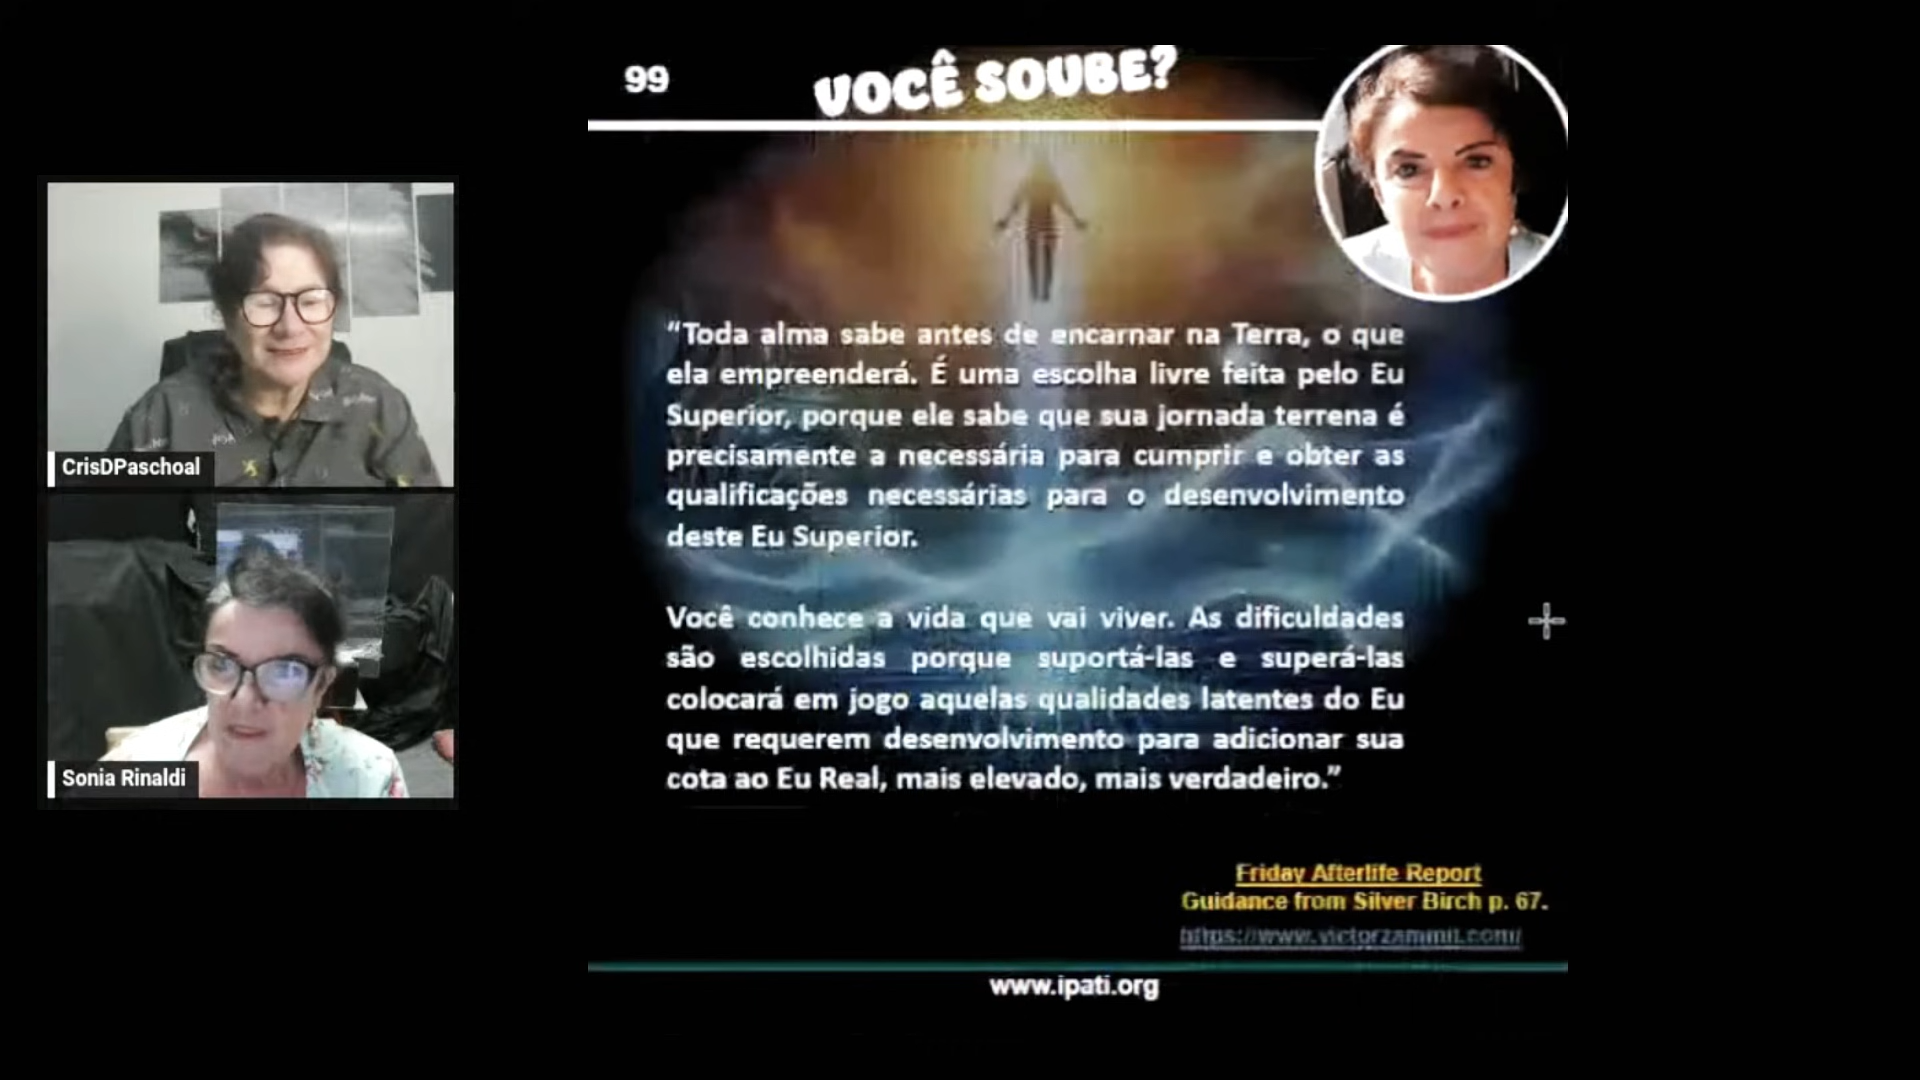 99
VOCÊ SOUBE?
“Toda alma sabe antes de encarnar na Terra, o que
ela empreenderá. É uma escolha livre feita pelo Eu
Superior, porque ele sabe que sua jornada terrena é
precisamente a necessária para cumprir e obter as
qualificações necessárias para o desenvolvimento
deste Eu Superior.
Você conhece a vida que vai viver. As dificuldades
são escolhidas porque suportá-las e superá-las
colocará em jogo aquelas qualidades latentes do Eu
que requerem desenvolvimento para adicionar sua
cota ao Eu Real, mais elevado, mais verdadeiro.”
Friday Afterlife Report
Guidance from Silver Birch p. 67.
https://www.victorzammit.com/
www.ipati.org
CrisDPaschoal
Sonia Rinaldi